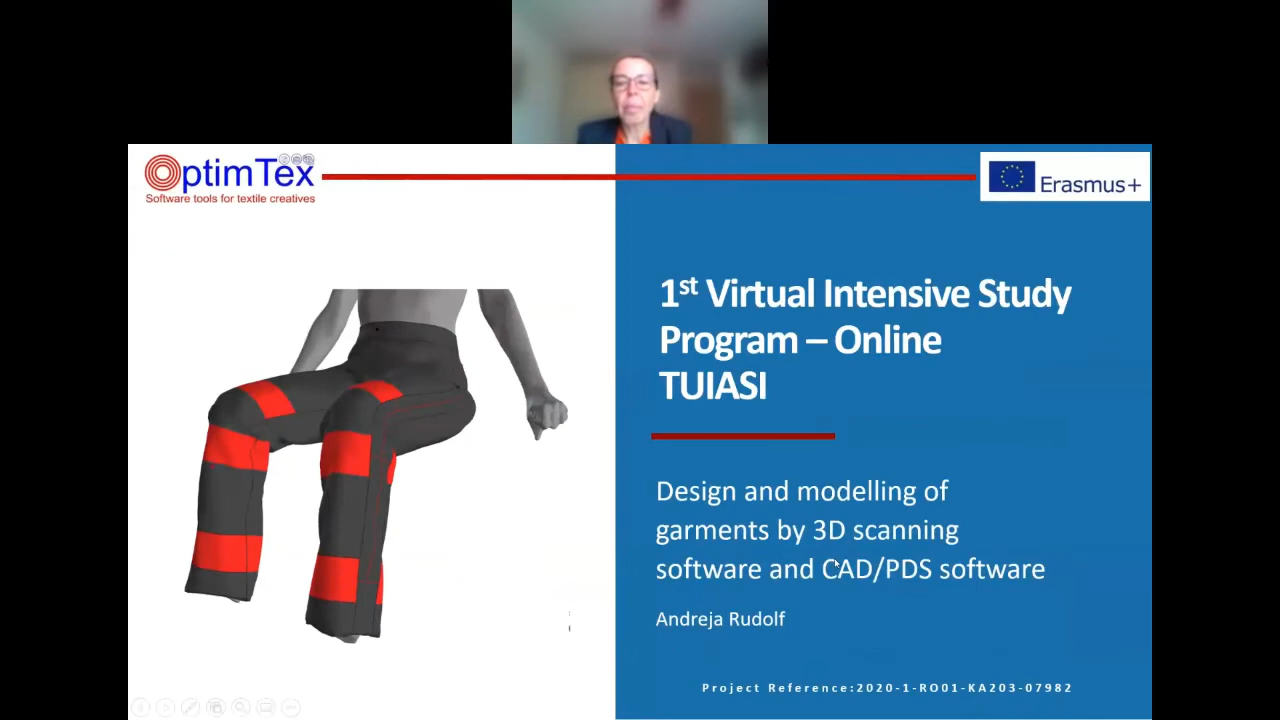 OptimTex
Software tools for textile creatives
Erasmus+
1st Virtual Intensive Study
Program – Online
TUIASI
Design and modelling of
garments by 3D scanning
software and CAD/PDS software
Andreja Rudolf
Project Reference:2020-1-RO01-KA203-07982